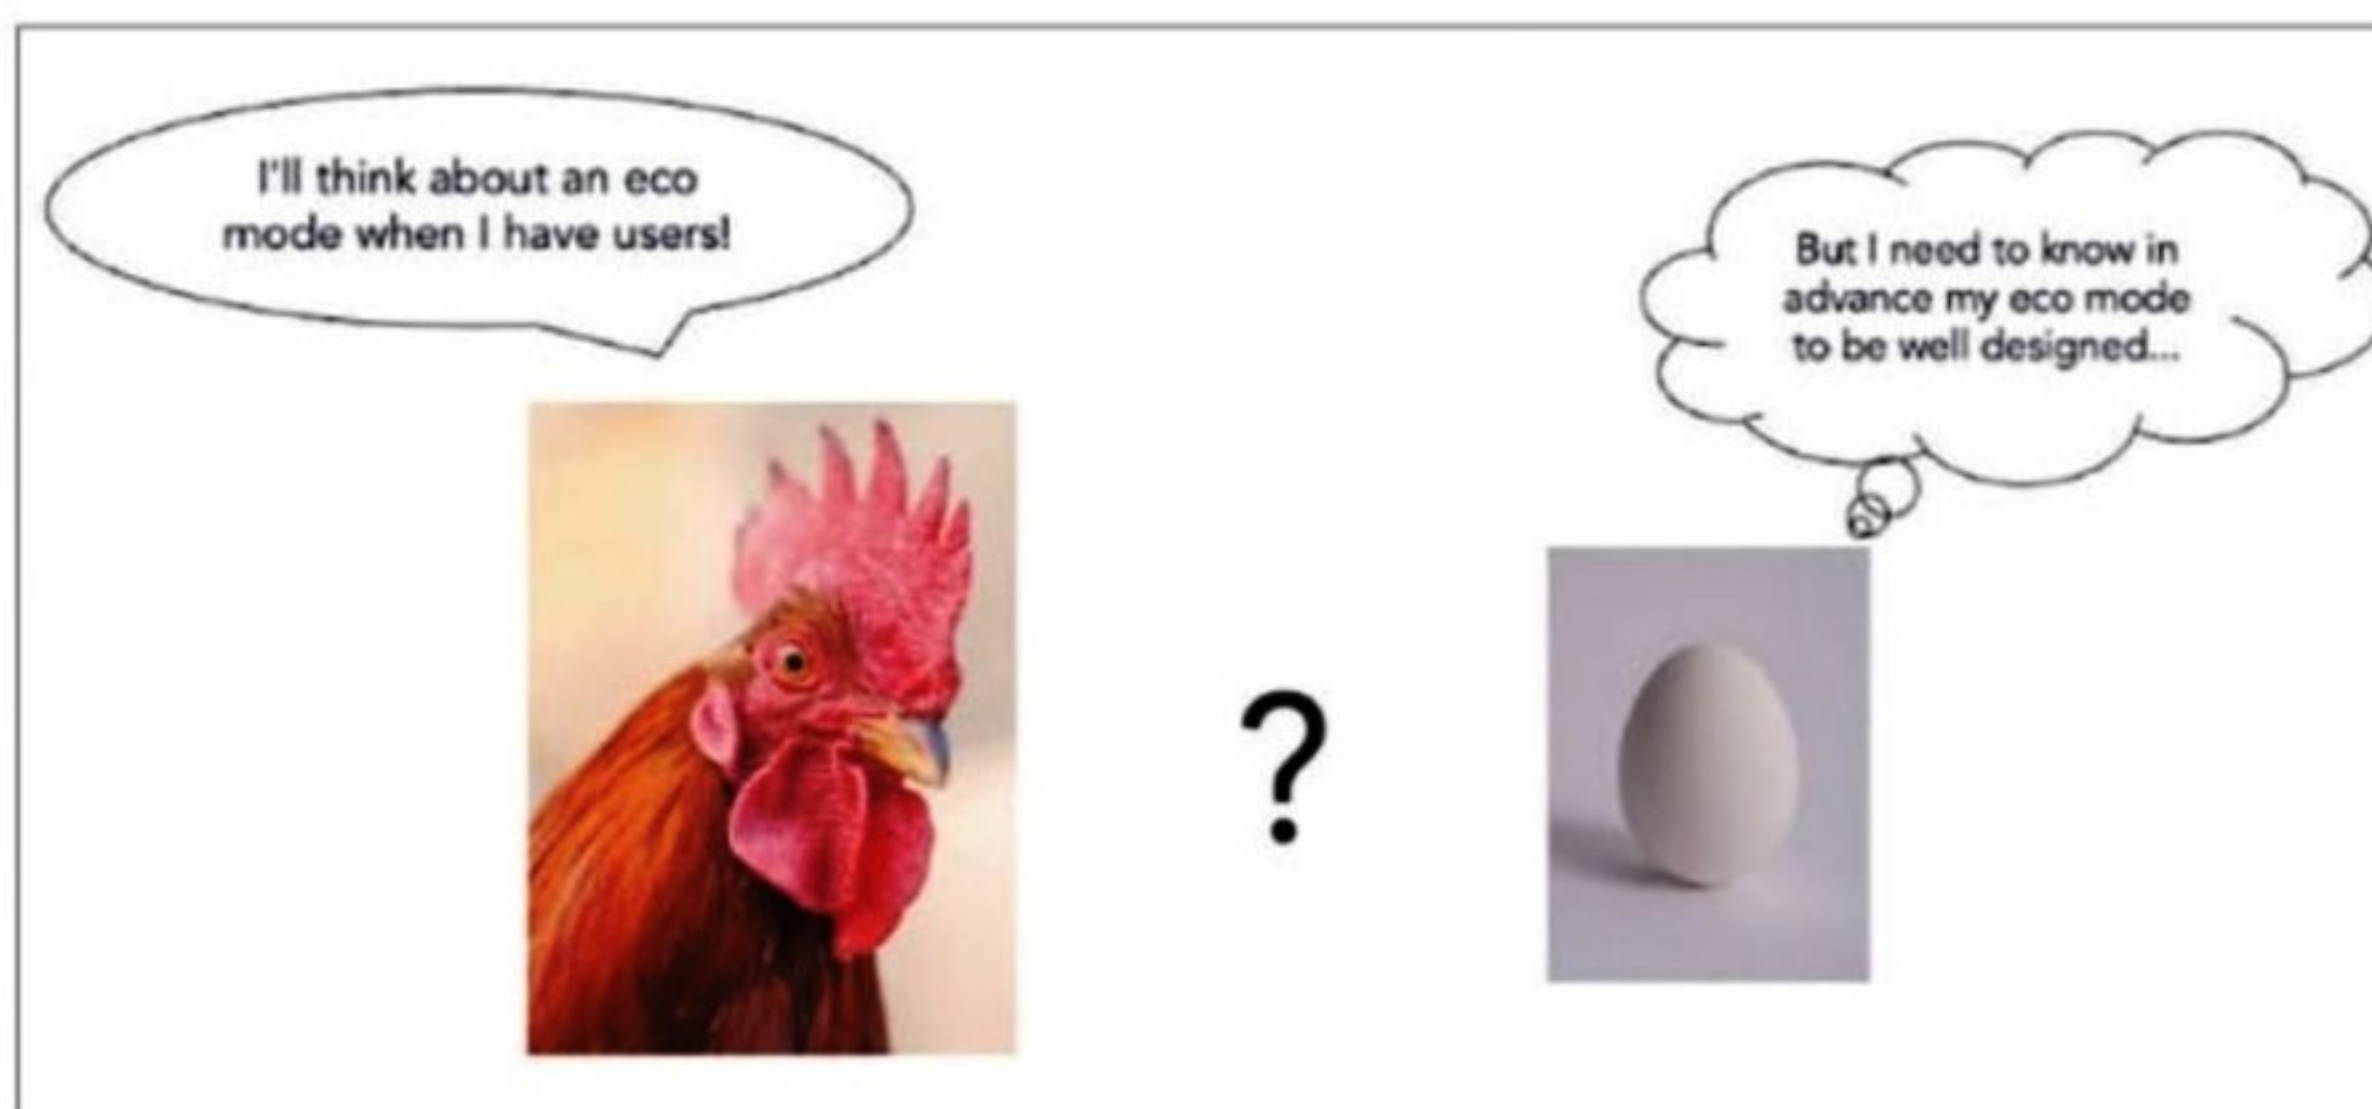 I'll think about an eco
mode when I have users!
But I need to know in
advance my eco mode
to be well designed...
?